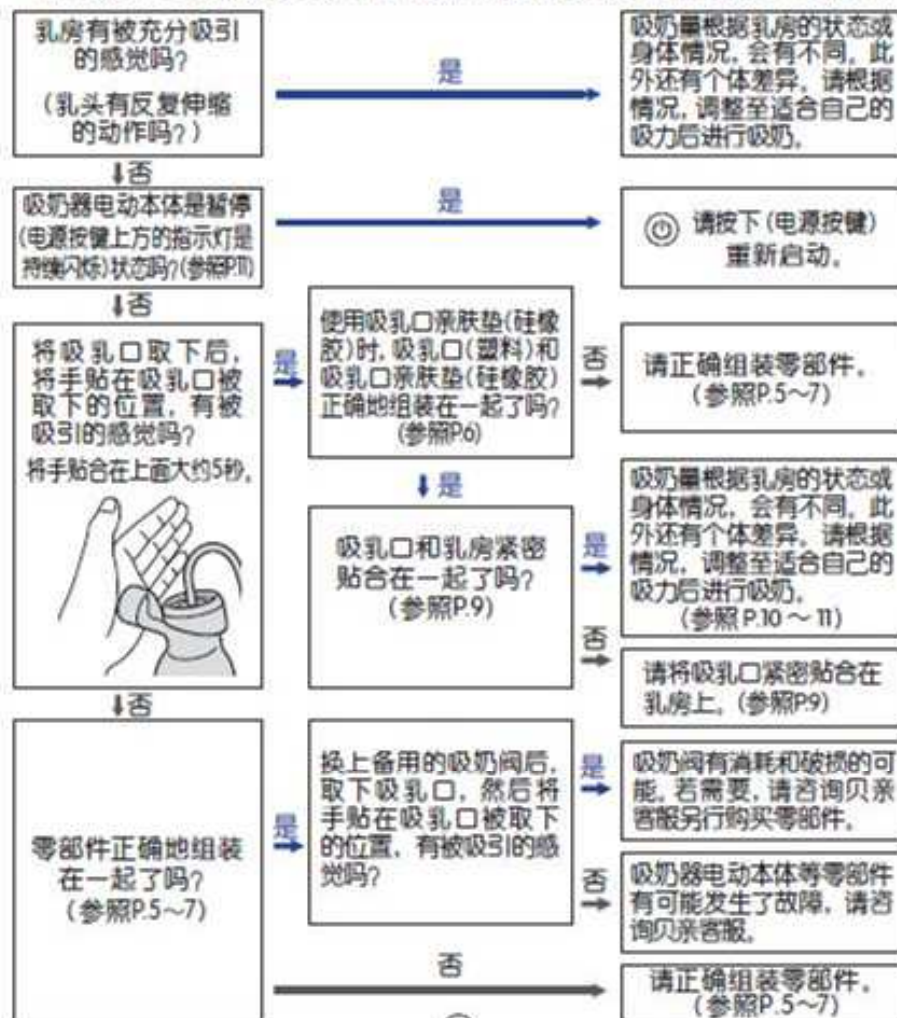 乳房有被充分吸引
的感觉吗?
(乳头有反复伸缩
的动作吗?)
是
吸奶量根据乳房的状态或
身体情况，会有不同。此
外还有个体差异。请根据
情况，调整至适合自己的
吸力后进行吸奶。
否
吸奶器电动本体是暂停
(电源按键上方的指示灯是
持续闪烁)状态吗?(参照P.11)
是
请按下(电源按键)
重新启动。
否
将吸乳口取下后，
将手贴在吸乳口被
取下的位置，有被
吸引的感觉吗?
将手贴合在上面大约5秒。
是
使用吸乳口亲肤垫(硅橡
胶)时，吸乳口(塑料)和
吸乳口亲肤垫(硅橡胶)
正确地组装在一起了吗?
(参照P.6)
否
请正确组装零部件。
(参照P.5～7)
是
吸乳口和乳房紧密
贴合在一起了吗?
(参照P.9)
是
吸奶量根据乳房的状态或
身体情况，会有不同。此
外还有个体差异。请根据
情况，调整至适合自己的
吸力后进行吸奶。
(参照P.10～11)
否
请将吸乳口紧密贴合在
乳房上。(参照P.9)
否
零部件正确地组装
在一起了吗?
(参照P.5～7)
是
换上备用的吸奶阀后，
取下吸乳口，然后将
手贴在吸乳口被取下
的位置，有被吸引的感
觉吗?
是
吸奶阀有消耗和破损的可
能。若需要，请咨询贝亲
客服另行购买零部件。
否
吸奶器电动本体等零部件
有可能发生了故障，请咨
询贝亲客服。
否
请正确组装零部件。
(参照P.5～7)